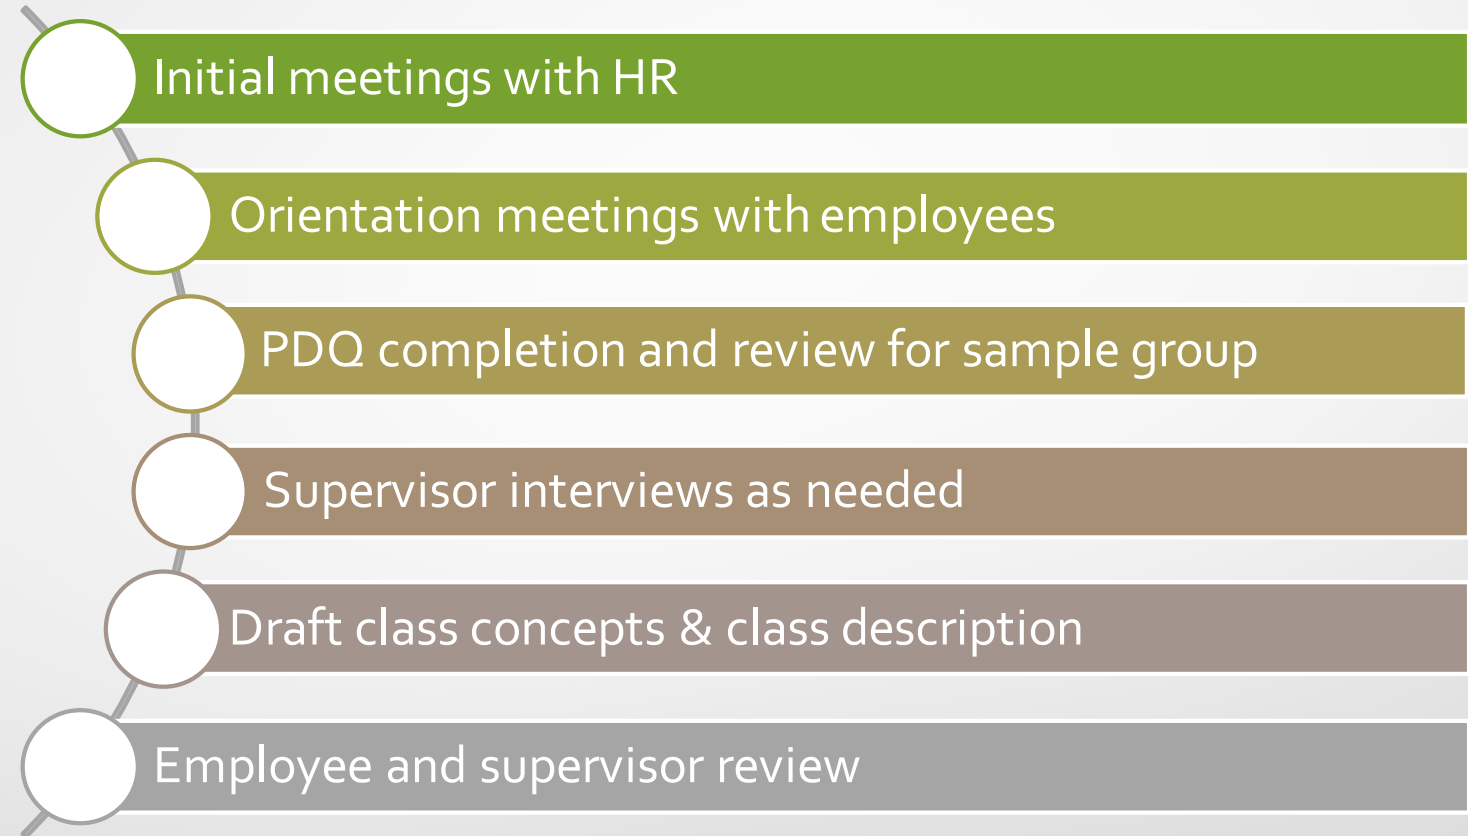 Initial meetings with HR
Orientation meetings with employees
PDQ completion and review for sample group
Supervisor interviews as needed
Draft class concepts & class description
Employee and supervisor review